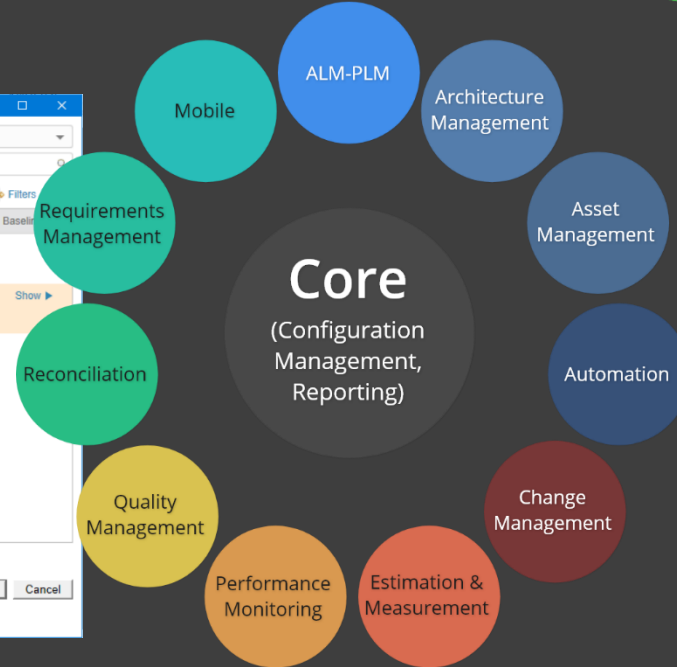 ALM-PLM
Architecture
Management
Asset
Management
Automation
Change
Management
Estimation &
Measurement
Performance
Monitoring
Quality
Management
Reconciliation
Requirements
Management
Mobile
Core
(Configuration
Management,
Reporting)
Filters
Show
Cancel